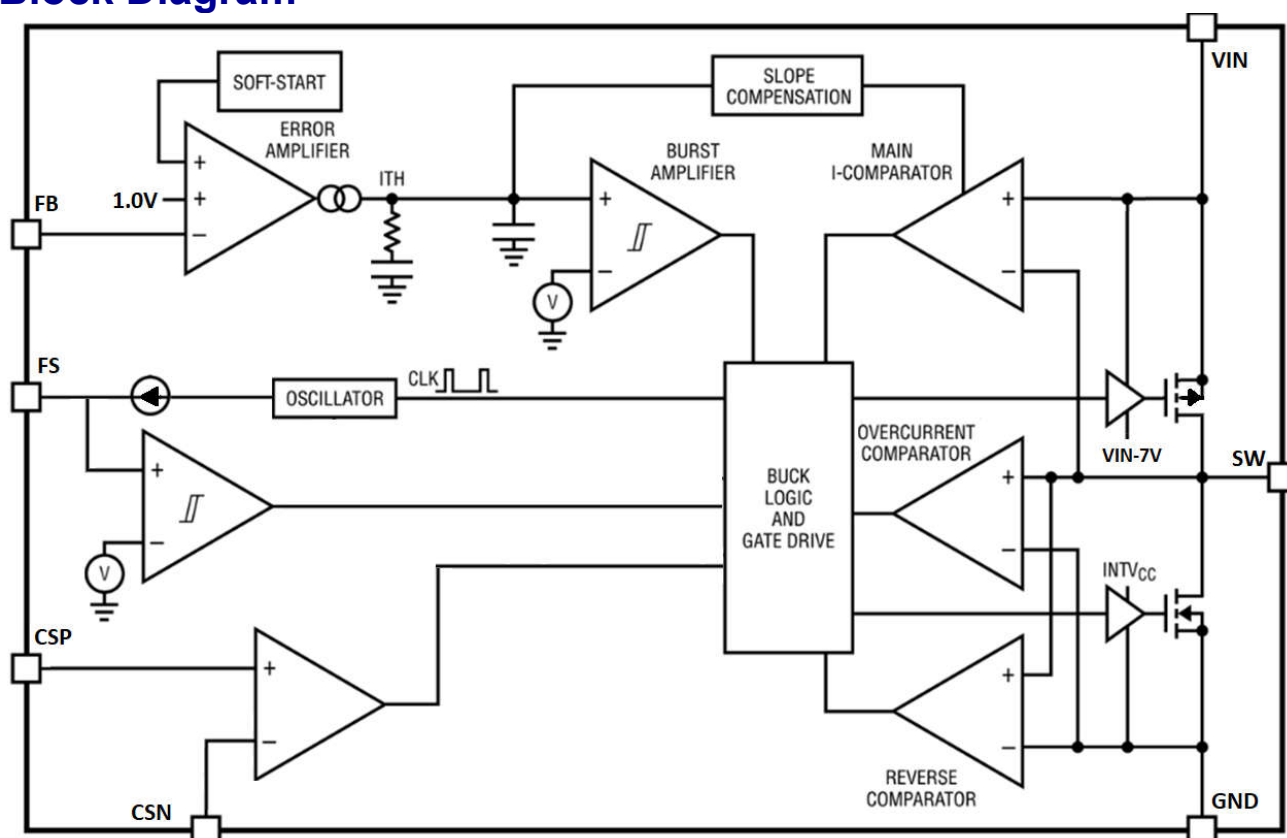 Block Diagram
VIN
SOFT-START
SLOPE
COMPENSATION
ERROR
AMPLIFIER
BURST
AMPLIFIER
MAIN
I-COMPARATOR
ITH
FB
1.0V
+
+
−
+
−
V
+
−
FS
OSCILLATOR
CLK
OVERCURRENT
COMPARATOR
VIN-7V
SW
+
−
V
BUCK
LOGIC
AND
GATE DRIVE
+
−
INTVCC
CSP
+
−
+
−
REVERSE
COMPARATOR
CSN
GND